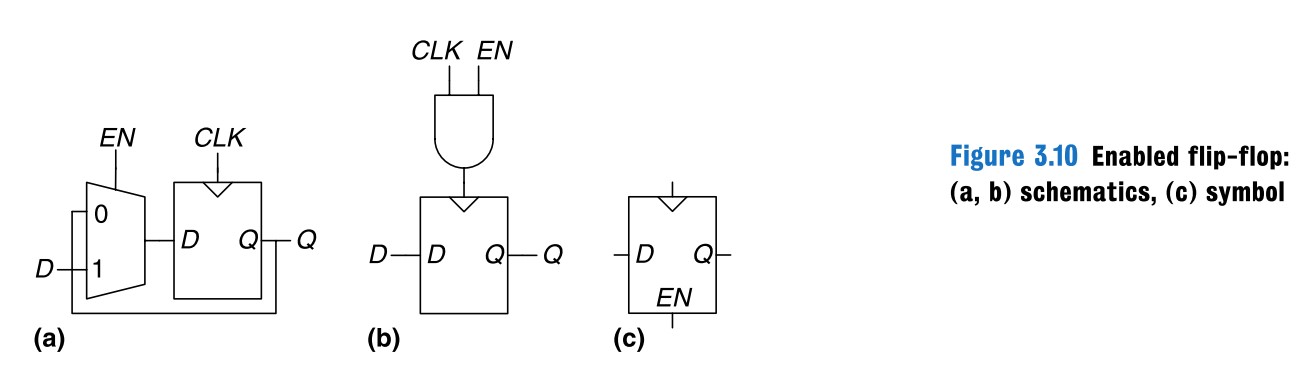 CLK EN
EN CLK
Figure 3.10 Enabled flip-flop:
(a, b) schematics, (c) symbol
0
D Q Q
D 1
D D Q Q
D Q
EN
(a) (b) (c)